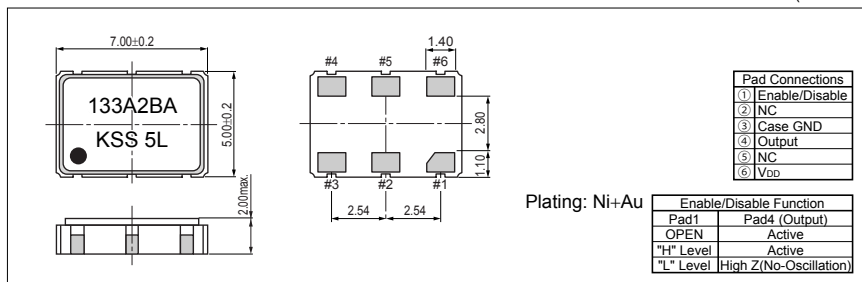 7.00±0.2
133A2BA
KSS 5L
5.00±0.2
2.00max.
#4 #5 #6
1.40
2.80
1.10
#3 #2 #1
2.54 2.54
Plating: Ni+Au
Pad Connections
① Enable/Disable
② NC
③ Case GND
④ Output
⑤ NC
⑥ VDD
Enable/Disable Function
Pad1 Pad4 (Output)
OPEN Active
"H" Level Active
"L" Level High Z(No-Oscillation)